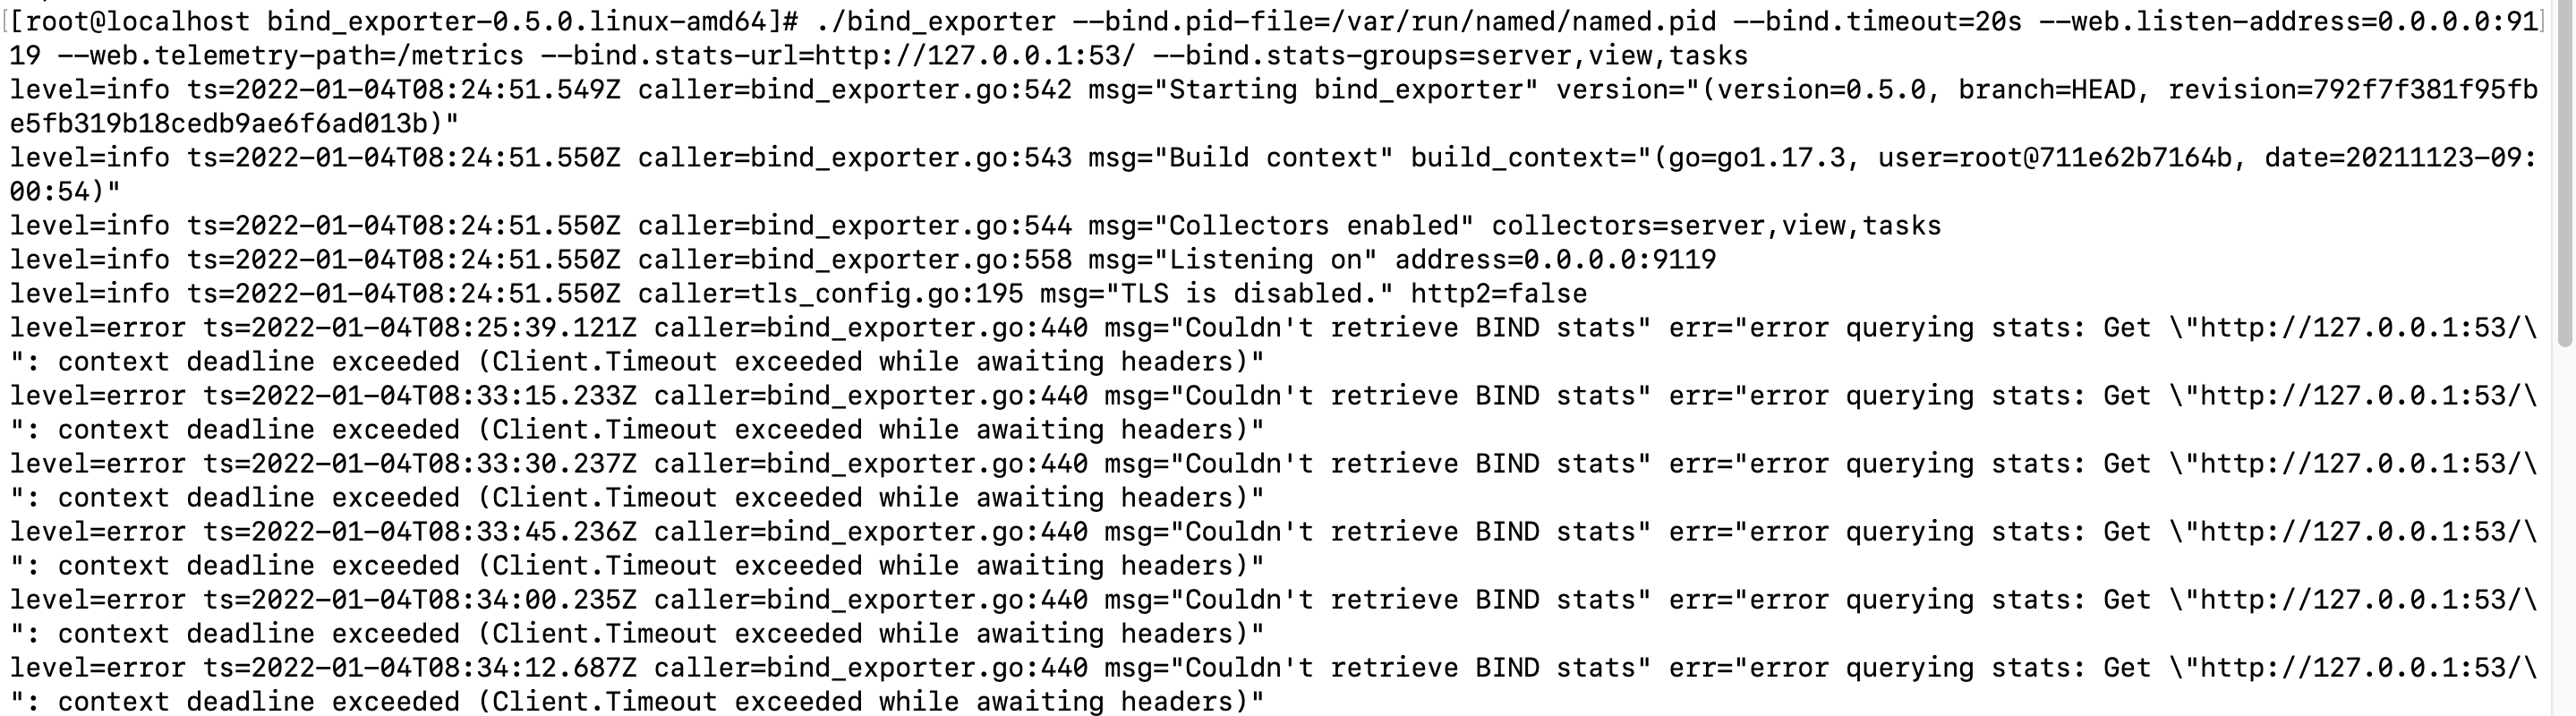 [[root@localhost bind_exporter-0.5.0.linux-amd64]# ./bind_exporter --bind.pid-file=/var/run/named/named.pid --bind.timeout=20s --web.listen-address=0.0.0.0:91]
19 --web.telemetry-path=/metrics --bind.stats-url=http://127.0.0.1:53/ --bind.stats-groups=server,view,tasks
level=info ts=2022-01-04T08:24:51.549Z caller=bind_exporter.go:542 msg="Starting bind_exporter" version="(version=0.5.0, branch=HEAD, revision=792f7f381f95fb
e5fb319b18cedb9ae6f6ad013b)"
level=info ts=2022-01-04T08:24:51.550Z caller=bind_exporter.go:543 msg="Build context" build_context="(go=go1.17.3, user=root@711e62b7164b, date=20211123-09:
00:54)"
level=info ts=2022-01-04T08:24:51.550Z caller=bind_exporter.go:544 msg="Collectors enabled" collectors=server,view,tasks
level=info ts=2022-01-04T08:24:51.550Z caller=bind_exporter.go:558 msg="Listening on" address=0.0.0.0:9119
level=info ts=2022-01-04T08:24:51.550Z caller=tls_config.go:195 msg="TLS is disabled." http2=false
level=error ts=2022-01-04T08:25:39.121Z caller=bind_exporter.go:440 msg="Couldn't retrieve BIND stats" err="error querying stats: Get \"http://127.0.0.1:53/\
": context deadline exceeded (Client.Timeout exceeded while awaiting headers)"
level=error ts=2022-01-04T08:33:15.233Z caller=bind_exporter.go:440 msg="Couldn't retrieve BIND stats" err="error querying stats: Get \"http://127.0.0.1:53/\
": context deadline exceeded (Client.Timeout exceeded while awaiting headers)"
level=error ts=2022-01-04T08:33:30.237Z caller=bind_exporter.go:440 msg="Couldn't retrieve BIND stats" err="error querying stats: Get \"http://127.0.0.1:53/\
": context deadline exceeded (Client.Timeout exceeded while awaiting headers)"
level=error ts=2022-01-04T08:33:45.236Z caller=bind_exporter.go:440 msg="Couldn't retrieve BIND stats" err="error querying stats: Get \"http://127.0.0.1:53/\
": context deadline exceeded (Client.Timeout exceeded while awaiting headers)"
level=error ts=2022-01-04T08:34:00.235Z caller=bind_exporter.go:440 msg="Couldn't retrieve BIND stats" err="error querying stats: Get \"http://127.0.0.1:53/\
": context deadline exceeded (Client.Timeout exceeded while awaiting headers)"
level=error ts=2022-01-04T08:34:12.687Z caller=bind_exporter.go:440 msg="Couldn't retrieve BIND stats" err="error querying stats: Get \"http://127.0.0.1:53/\
": context deadline exceeded (Client.Timeout exceeded while awaiting headers)"